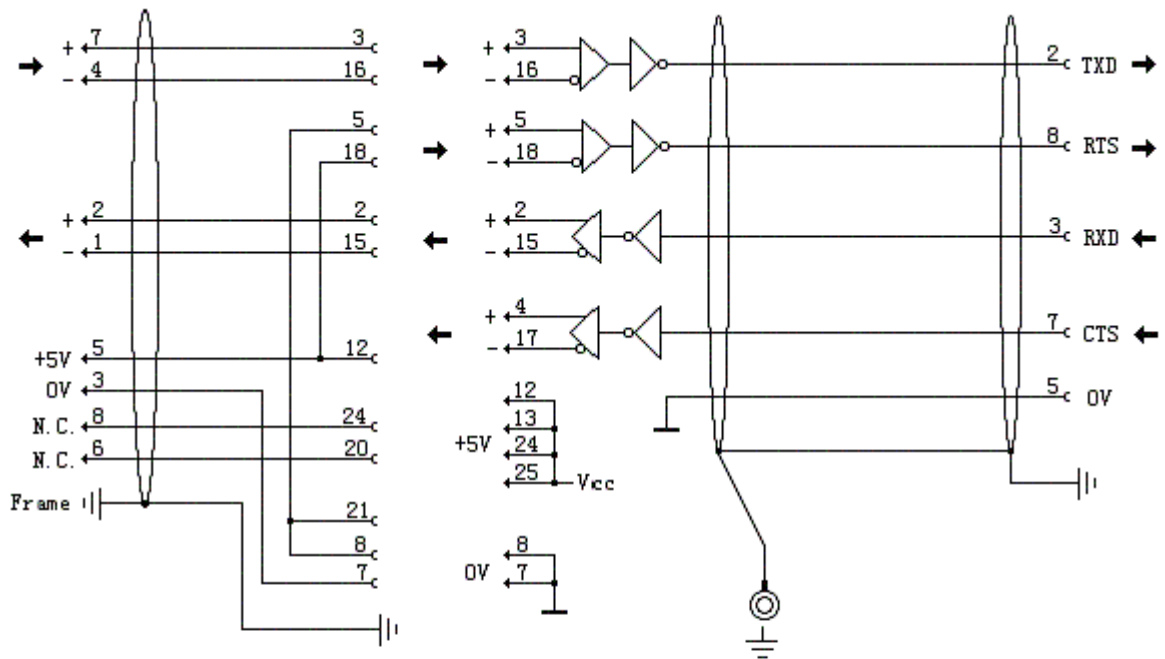 + 7 3 + 3 2 TXD
- 4 16 - 16
5 + 5 8 RTS
18 - 18
+ 2 2 + 2 3 RXD
- 1 15 - 15
+ 4 7 CTS
- 17
+5V 5 12
0V 3 12 5 0V
N.C. 8 24 13
+5V 24
N.C. 6 20
25 Vcc
Frame
21
8 8
0V 7
7